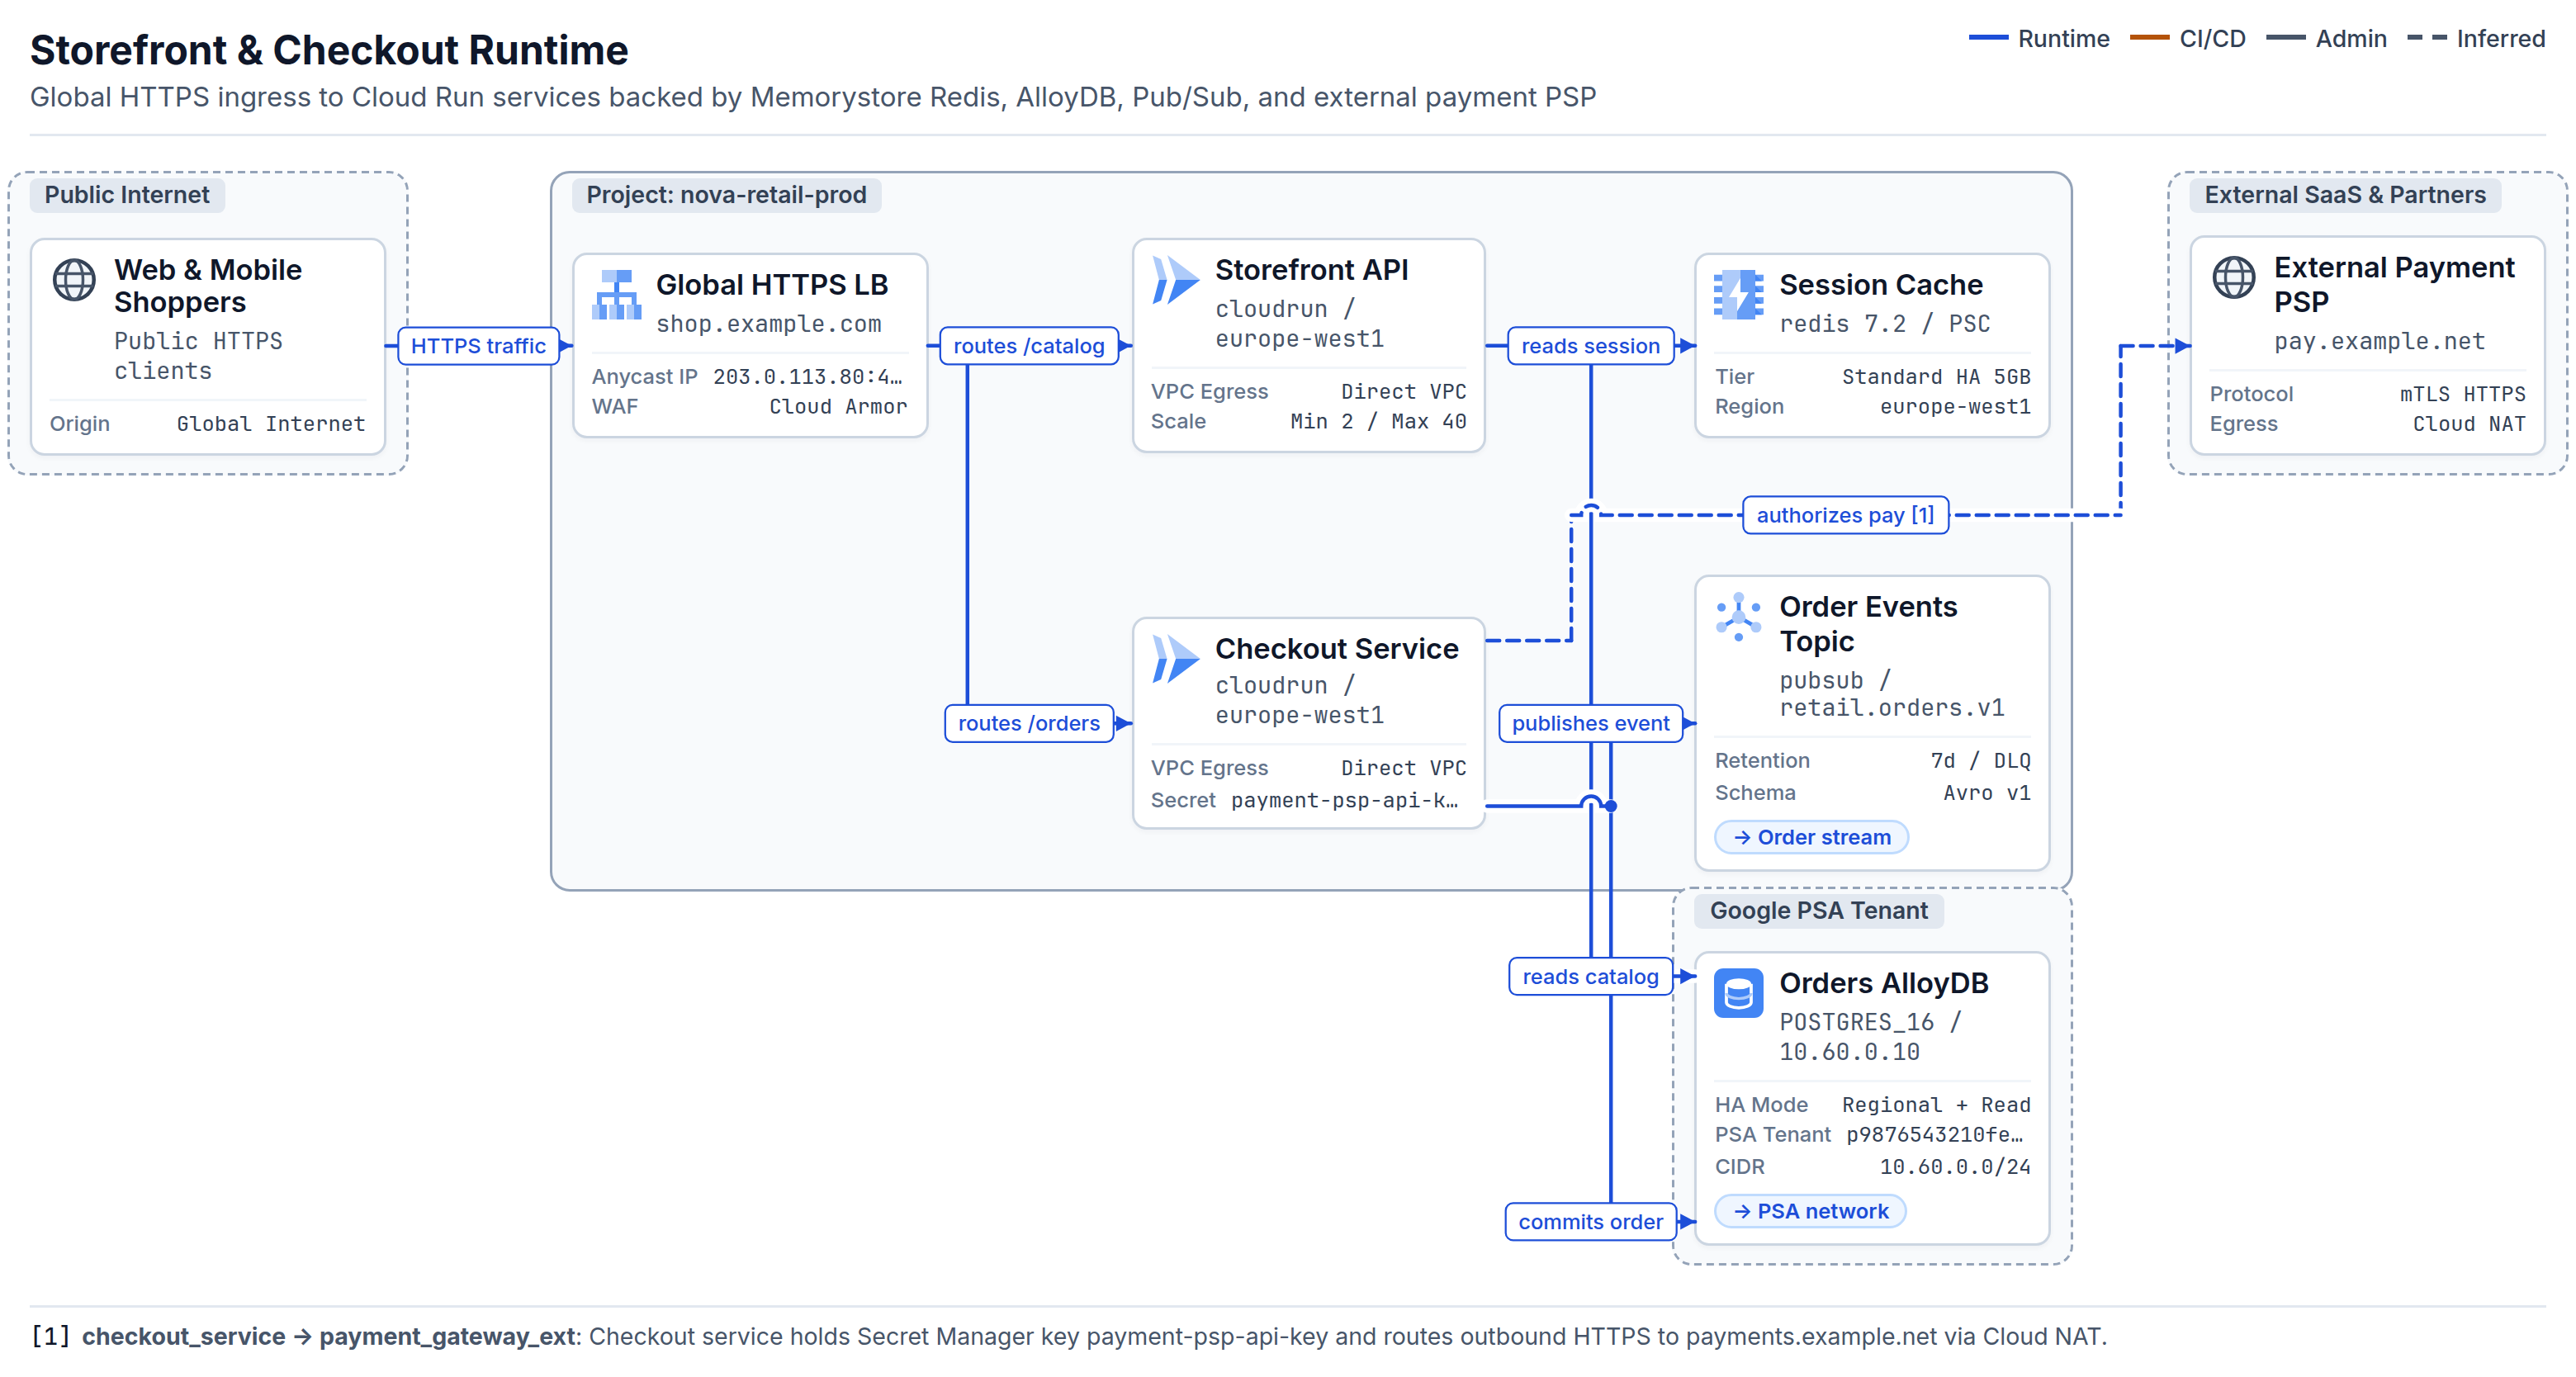 Storefront & Checkout Runtime
Global HTTPS ingress to Cloud Run services backed by Memorystore Redis, AlloyDB, Pub/Sub, and external payment PSP
Runtime
CI/CD
Admin
Inferred
Public Internet
Web & Mobile
Shoppers
Public HTTPS
clients
Origin Global Internet
HTTPS traffic
Project: nova-retail-prod
Global HTTPS LB
shop.example.com
Anycast IP 203.0.113.80:4…
WAF Cloud Armor
routes /catalog
routes /orders
Storefront API
cloudrun /
europe-west1
VPC Egress Direct VPC
Scale Min 2 / Max 40
Checkout Service
cloudrun /
europe-west1
VPC Egress Direct VPC
Secret payment-psp-api-k…
reads session
authorizes pay [1]
publishes event
reads catalog
commits order
Session Cache
redis 7.2 / PSC
Tier Standard HA 5GB
Region europe-west1
Order Events
Topic
pubsub /
retail.orders.v1
Retention 7d / DLQ
Schema Avro v1
→ Order stream
Google PSA Tenant
Orders AlloyDB
POSTGRES_16 /
10.60.0.10
HA Mode Regional + Read
PSA Tenant p9876543210fe…
CIDR 10.60.0.0/24
→ PSA network
External SaaS & Partners
External Payment
PSP
pay.example.net
Protocol mTLS HTTPS
Egress Cloud NAT
[1] checkout_service → payment_gateway_ext: Checkout service holds Secret Manager key payment-psp-api-key and routes outbound HTTPS to payments.example.net via Cloud NAT.